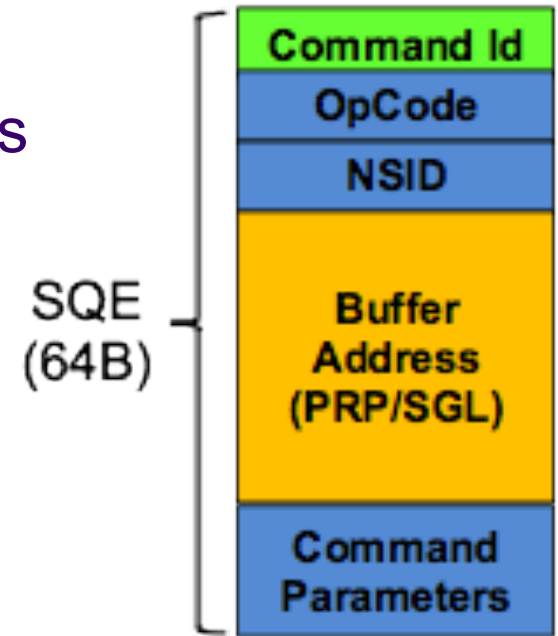 s
SQE
(64B)
Command Id
OpCode
NSID
Buffer
Address
(PRP/SGL)
Command
Parameters